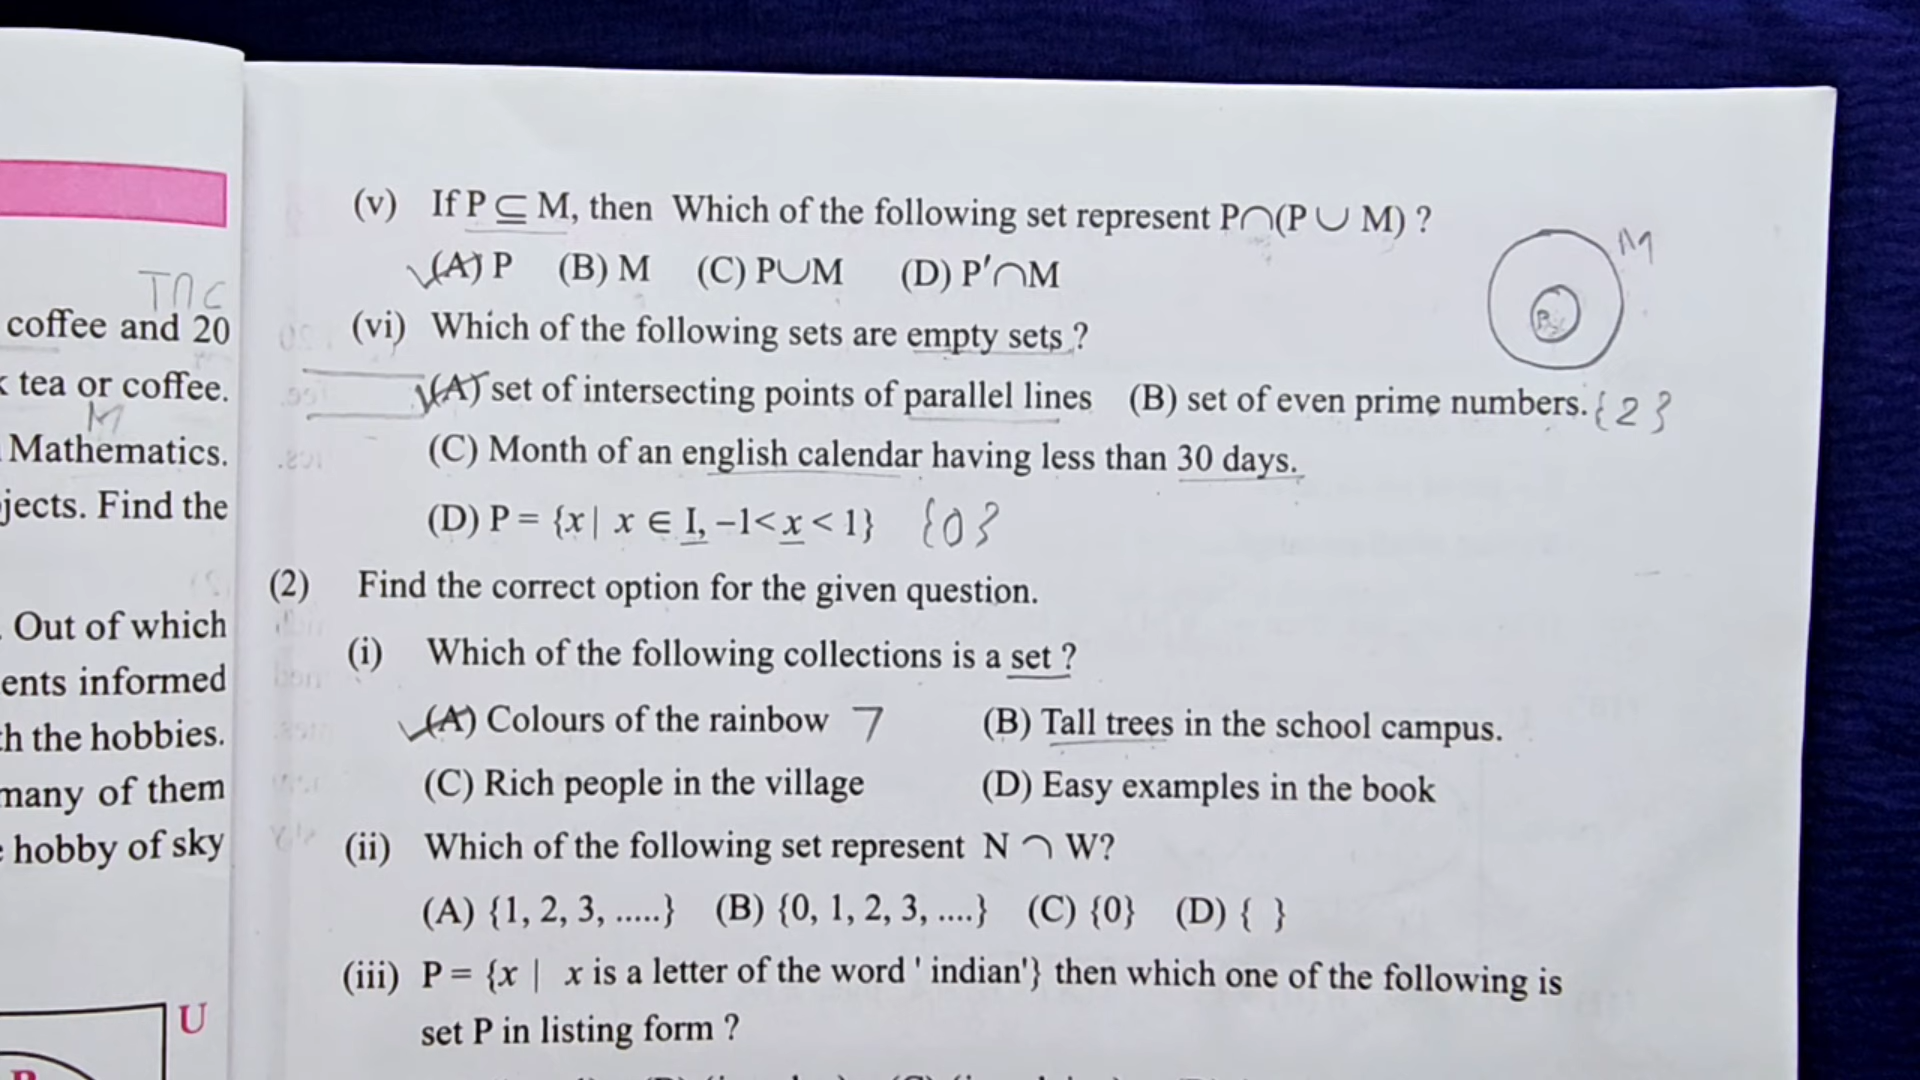 T∩C
coffee and 20
tea or coffee.
M
Mathematics.
jects. Find the
Out of which
ents informed
h the hobbies.
many of them
hobby of sky
U
(v) If P ⊆ M, then Which of the following set represent P∩(P ∪ M) ?
M
(A) P (B) M (C) P∪M (D) P′∩M
P
(vi) Which of the following sets are empty sets ?
(A) set of intersecting points of parallel lines (B) set of even prime numbers. {2}
(C) Month of an english calendar having less than 30 days.
(D) P = {x | x ∈ I, −1< x < 1} {0}
(2) Find the correct option for the given question.
(i) Which of the following collections is a set ?
(A) Colours of the rainbow 7 (B) Tall trees in the school campus.
(C) Rich people in the village (D) Easy examples in the book
(ii) Which of the following set represent N ∩ W?
(A) {1, 2, 3, .....} (B) {0, 1, 2, 3, ....} (C) {0} (D) { }
(iii) P = {x | x is a letter of the word ' indian'} then which one of the following is
set P in listing form ?